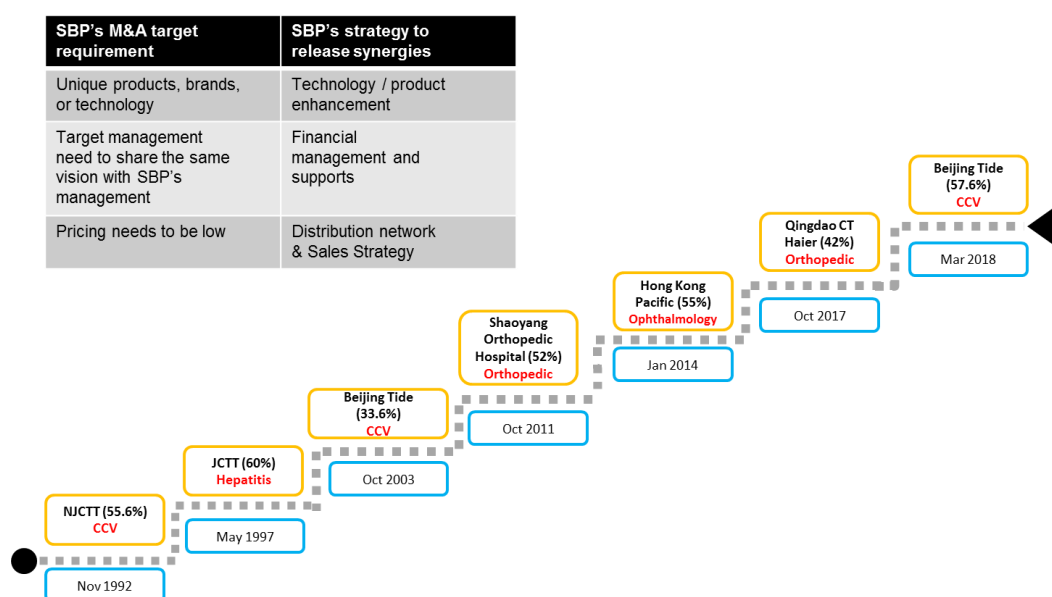 SBP's M&A target
requirement
SBP's strategy to
release synergies
Unique products, brands,
or technology
Technology / product
enhancement
Target management
need to share the same
vision with SBP's
management
Financial
management and
supports
Pricing needs to be low
Distribution network
& Sales Strategy
NJCTT (55.6%)
CCV
Nov 1992
JCTT (60%)
Hepatitis
May 1997
Beijing Tide
(33.6%)
CCV
Oct 2003
Shaoyang
Orthopedic
Hospital (52%)
Orthopedic
Oct 2011
Hong Kong
Pacific (55%)
Ophthalmology
Jan 2014
Qingdao CT
Haier (42%)
Orthopedic
Oct 2017
Beijing Tide
(57.6%)
CCV
Mar 2018